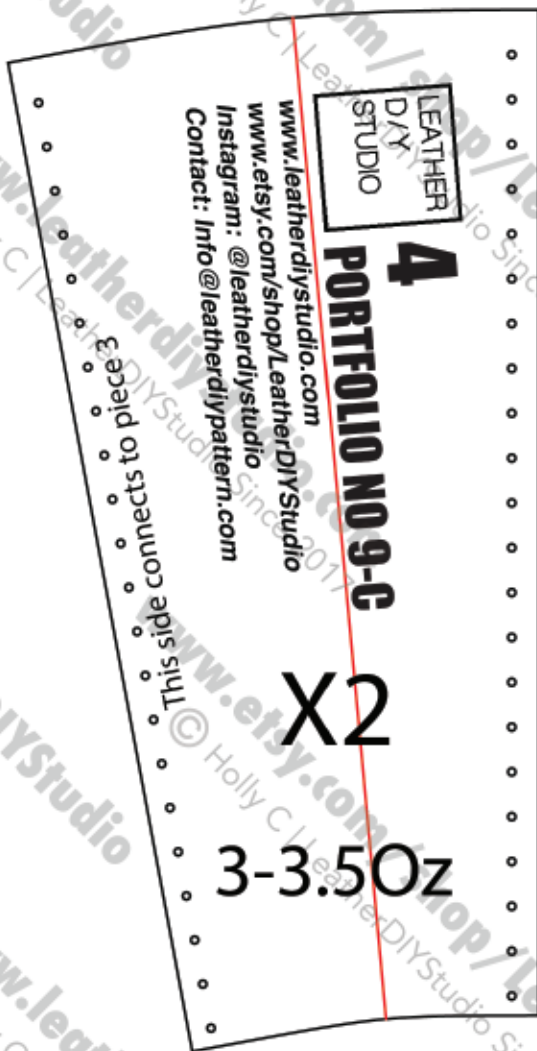 LEATHER
D/Y
STUDIO
4
PORTFOLIO NO 9-C
www.leatherdiystudio.com
www.etsy.com/shop/LeatherDIYStudio
Instagram: @leatherdiystudio
Contact: Info@leatherdiypattern.com
This side connects to piece 3
X2
3-3.5Oz
www.leatherdiystudio.com
www.etsy.com/shop/Le
© Holly C | LeatherDIYStudio Since 2017